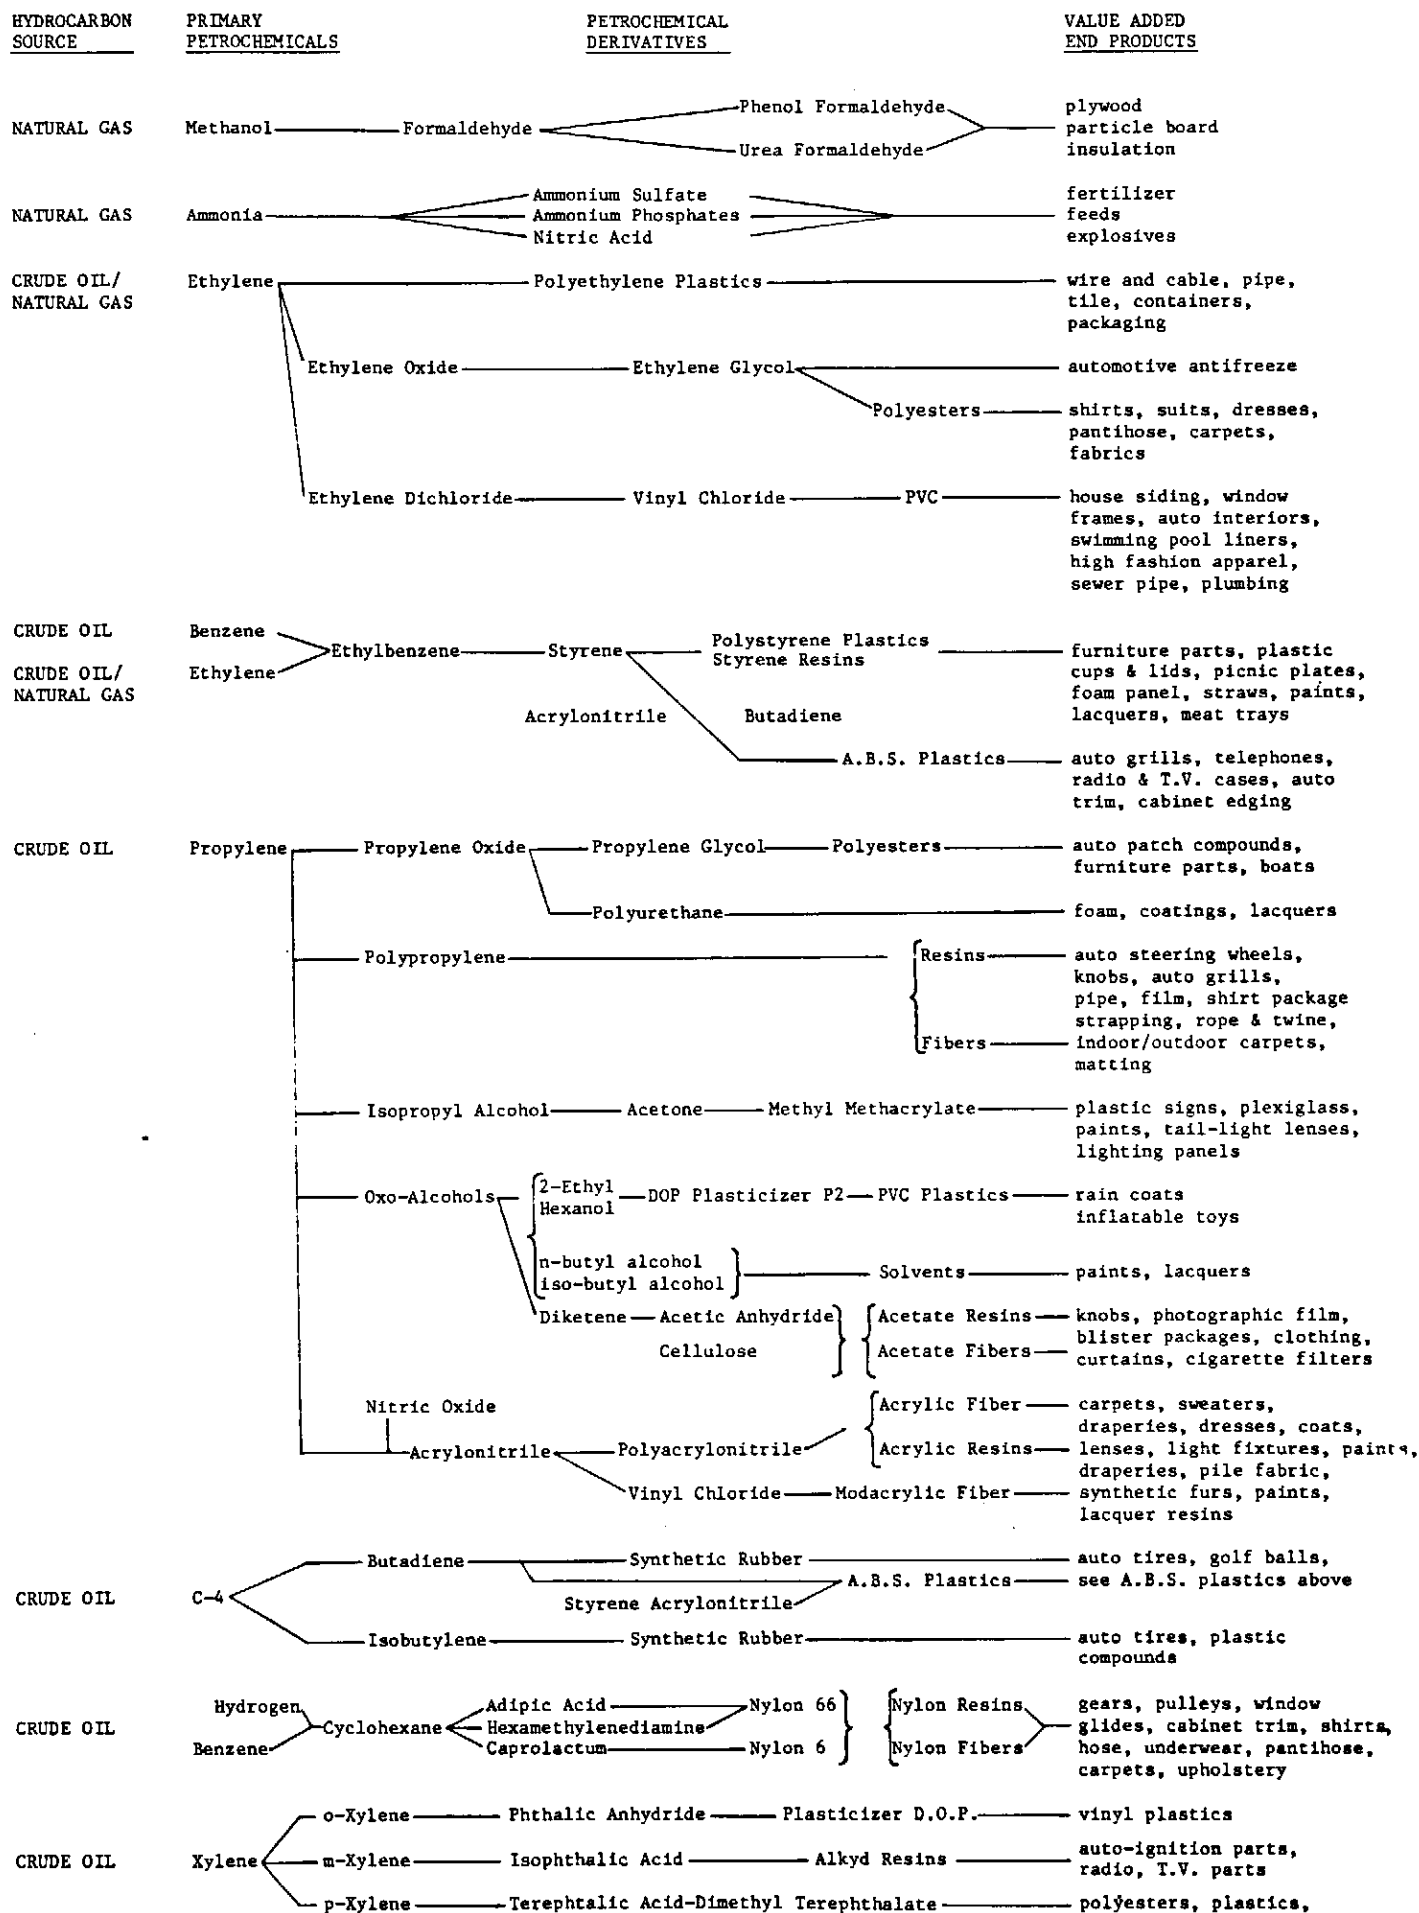 HYDROCARBON PRIMARY PETROCHEMICAL VALUE ADDED
SOURCE PETROCHEMICALS DERIVATIVES END PRODUCTS
Phenol Formaldehyde plywood
NATURAL GAS Methanol Formaldehyde particle board
Urea Formaldehyde insulation
Ammonium Sulfate fertilizer
NATURAL GAS Ammonia Ammonium Phosphates feeds
Nitric Acid explosives
CRUDE OIL/ Ethylene Polyethylene Plastics wire and cable, pipe,
NATURAL GAS tile, containers,
packaging
Ethylene Oxide Ethylene Glycol automotive antifreeze
Polyesters shirts, suits, dresses,
pantihose, carpets,
fabrics
Ethylene Dichloride Vinyl Chloride PVC house siding, window
frames, auto interiors,
swimming pool liners,
high fashion apparel,
sewer pipe, plumbing
CRUDE OIL Benzene Polystyrene Plastics
Ethylbenzene Styrene Styrene Resins furniture parts, plastic
CRUDE OIL/ Ethylene cups & lids, picnic plates,
NATURAL GAS foam panel, straws, paints,
Acrylonitrile Butadiene lacquers, meat trays
A.B.S. Plastics auto grills, telephones,
radio & T.V. cases, auto
trim, cabinet edging
CRUDE OIL Propylene Propylene Oxide Propylene Glycol Polyesters auto patch compounds,
furniture parts, boats
Polyurethane foam, coatings, lacquers
Polypropylene Resins auto steering wheels,
knobs, auto grills,
pipe, film, shirt package
strapping, rope & twine,
Fibers indoor/outdoor carpets,
matting
Isopropyl Alcohol Acetone Methyl Methacrylate plastic signs, plexiglass,
paints, tail-light lenses,
lighting panels
Oxo-Alcohols 2-Ethyl DOP Plasticizer P2 PVC Plastics rain coats
Hexanol inflatable toys
n-butyl alcohol
iso-butyl alcohol Solvents paints, lacquers
Diketene Acetic Anhydride Acetate Resins knobs, photographic film,
blister packages, clothing,
Cellulose Acetate Fibers curtains, cigarette filters
Nitric Oxide Acrylic Fiber carpets, sweaters,
draperies, dresses, coats,
Acrylonitrile Polyacrylonitrile Acrylic Resins lenses, light fixtures, paints,
draperies, pile fabric,
Vinyl Chloride Modacrylic Fiber synthetic furs, paints,
lacquer resins
Butadiene Synthetic Rubber auto tires, golf balls,
A.B.S. Plastics see A.B.S. plastics above
CRUDE OIL C-4 Styrene Acrylonitrile
Isobutylene Synthetic Rubber auto tires, plastic
compounds
Hydrogen Adipic Acid Nylon 66 Nylon Resins gears, pulleys, window
CRUDE OIL Cyclohexane Hexamethylenediamine glides, cabinet trim, shirts,
Benzene Caprolactum Nylon 6 Nylon Fibers hose, underwear, pantihose,
carpets, upholstery
o-Xylene Phthalic Anhydride Plasticizer D.O.P. vinyl plastics
CRUDE OIL Xylene m-Xylene Isophthalic Acid Alkyd Resins auto-ignition parts,
radio, T.V. parts
p-Xylene Terephtalic Acid-Dimethyl Terephthalate polyesters, plastics,